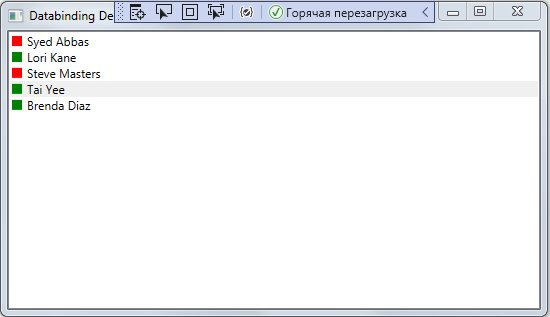 Databinding De
Горячая перезагрузка
Syed Abbas
Lori Kane
Steve Masters
Tai Yee
Brenda Diaz